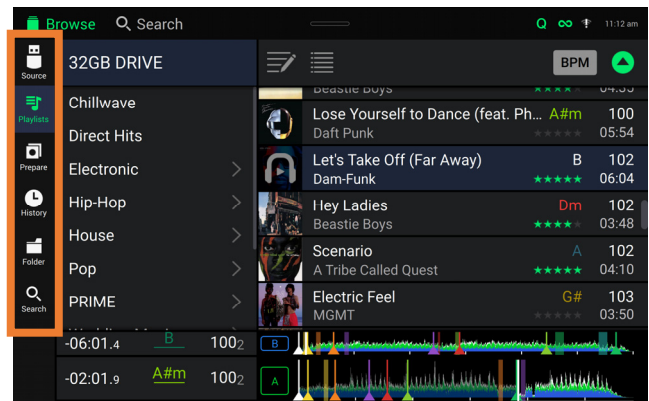 Browse Search Q 11:12 am
Source
Playlists
Prepare
History
Folder
Search
32GB DRIVE
Chillwave
Direct Hits
Electronic
Hip-Hop
House
Pop
PRIME
BPM
Beastie Boys 04:35
Lose Yourself to Dance (feat. Ph... A#m 100
Daft Punk 05:54
Let's Take Off (Far Away) B 102
Dam-Funk 06:04
Hey Ladies Dm 102
Beastie Boys 03:48
Scenario A 102
A Tribe Called Quest 04:10
Electric Feel G# 103
MGMT 03:50
-06:01.4 B 1002 B
-02:01.9 A#m 1002 A